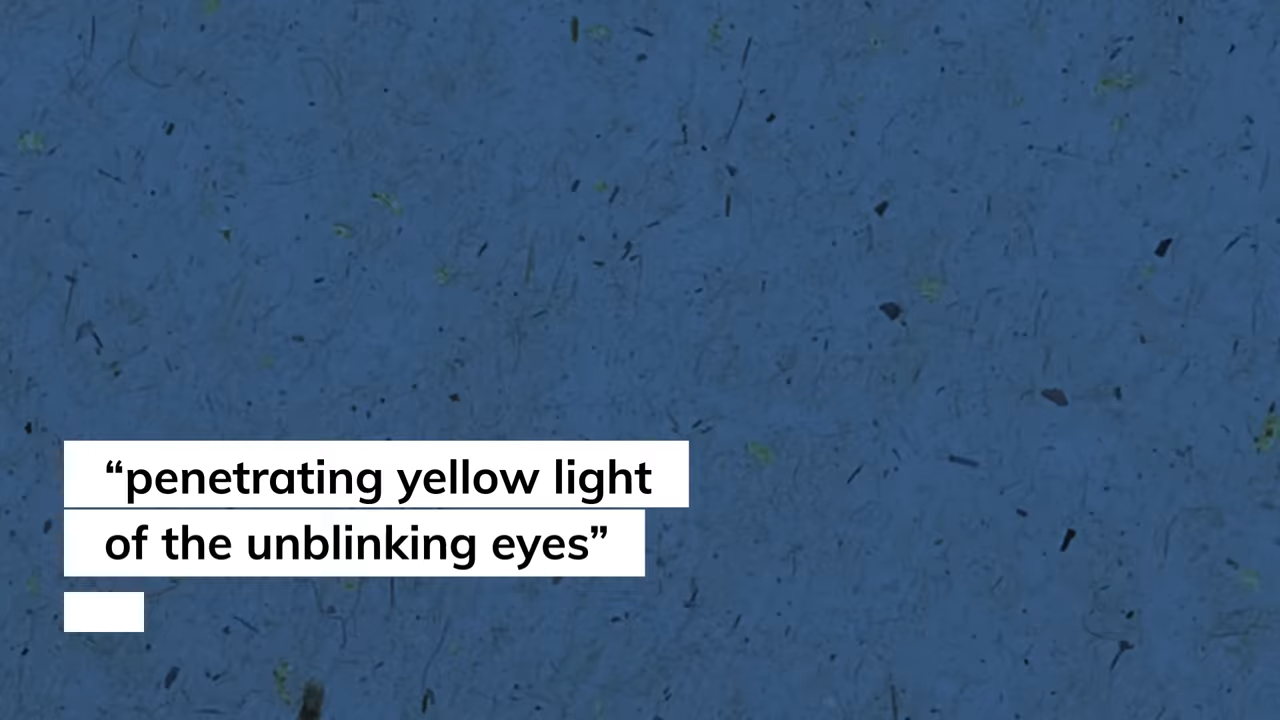 “penetrating yellow light
of the unblinking eyes”